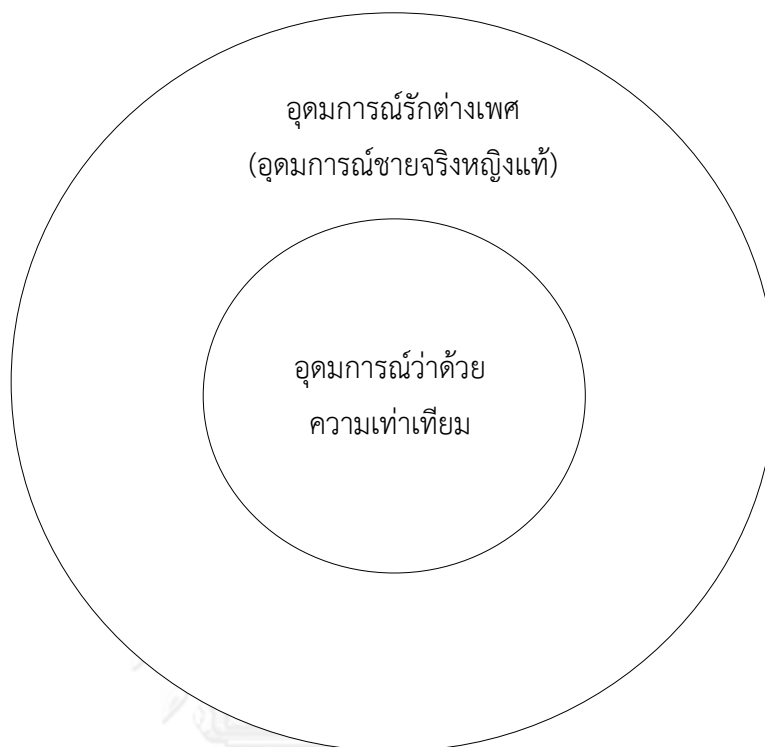 อุดมการณ์รักต่างเพศ
(อุดมการณ์ชายจริงหญิงแท้)
อุดมการณ์ว่าด้วย
ความเท่าเทียม